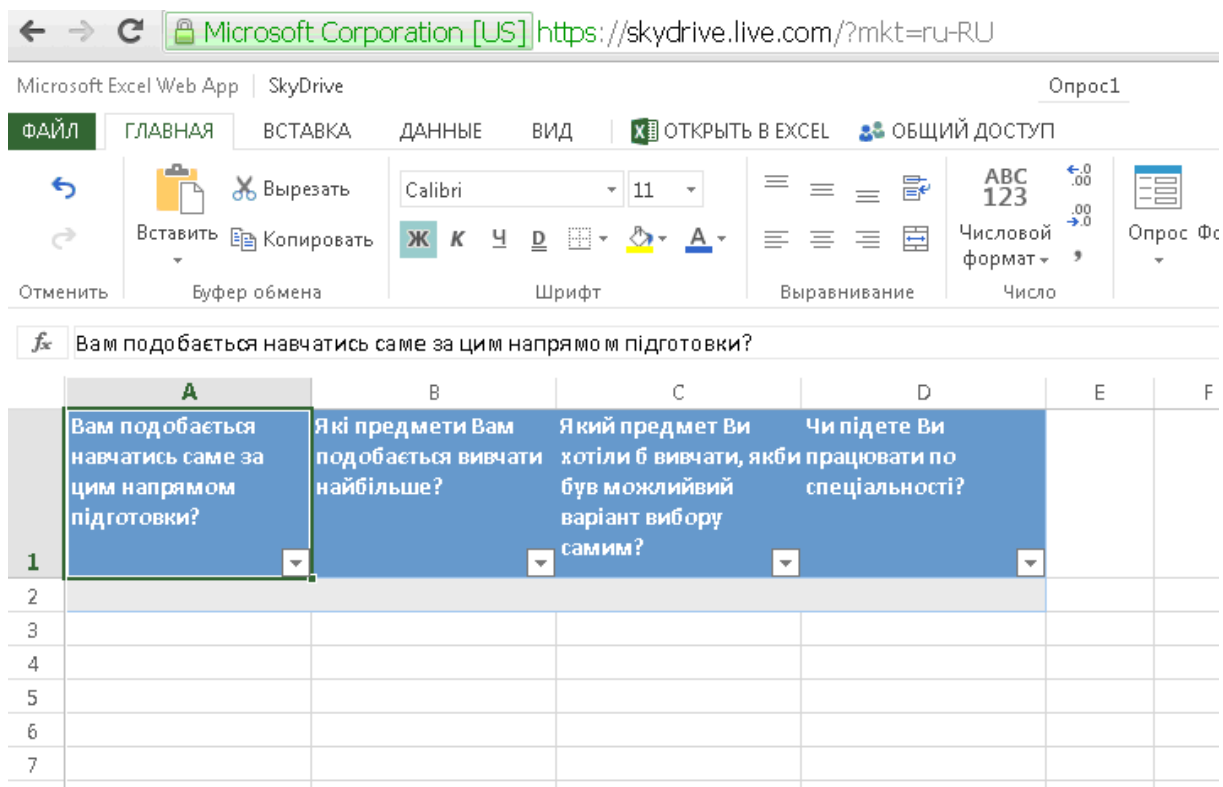 Microsoft Corporation [US] https://skydrive.live.com/?mkt=ru-RU
Microsoft Excel Web App | SkyDrive Опрос1
ФАЙЛ ГЛАВНАЯ ВСТАВКА ДАННЫЕ ВИД ОТКРЫТЬ В EXCEL ОБЩИЙ ДОСТУП
Вырезать Calibri 11 ABC
123
Вставить Копировать Ж К Ч D А Числовой формат Опрос
Отменить Буфер обмена Шрифт Выравнивание Число
fx Вам подобається навчатись саме за цим напрямом підготовки?
A B C D E F
1
Вам подобається
навчатись саме за
цим напрямом
підготовки?
Які предмети Вам
подобається вивчати
найбільше?
Який предмет Ви
хотіли б вивчати, якби
був можлийвий
варіант вибору
самим?
Чи підете Ви
працювати по
спеціальності?
2
3
4
5
6
7